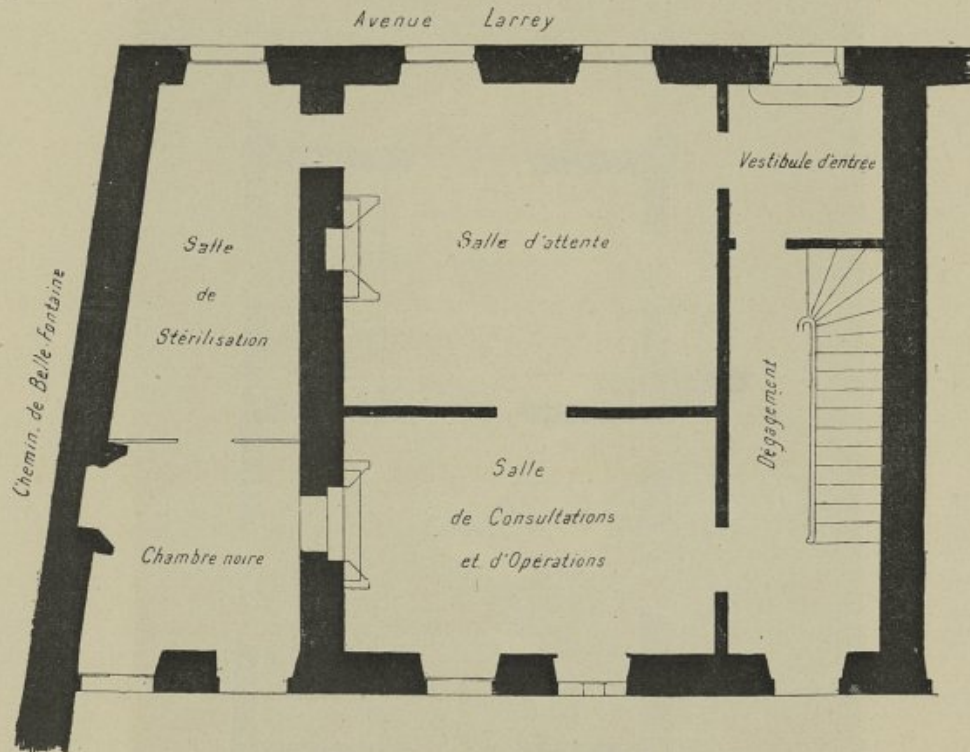 Avenue Larrey
Vestibule d'entrée
Salle d'attente
Salle
de
Stérilisation
Chemin. de Belle-Fontaine
Dégagement
Salle
de Consultations
et d'Opérations
Chambre noire